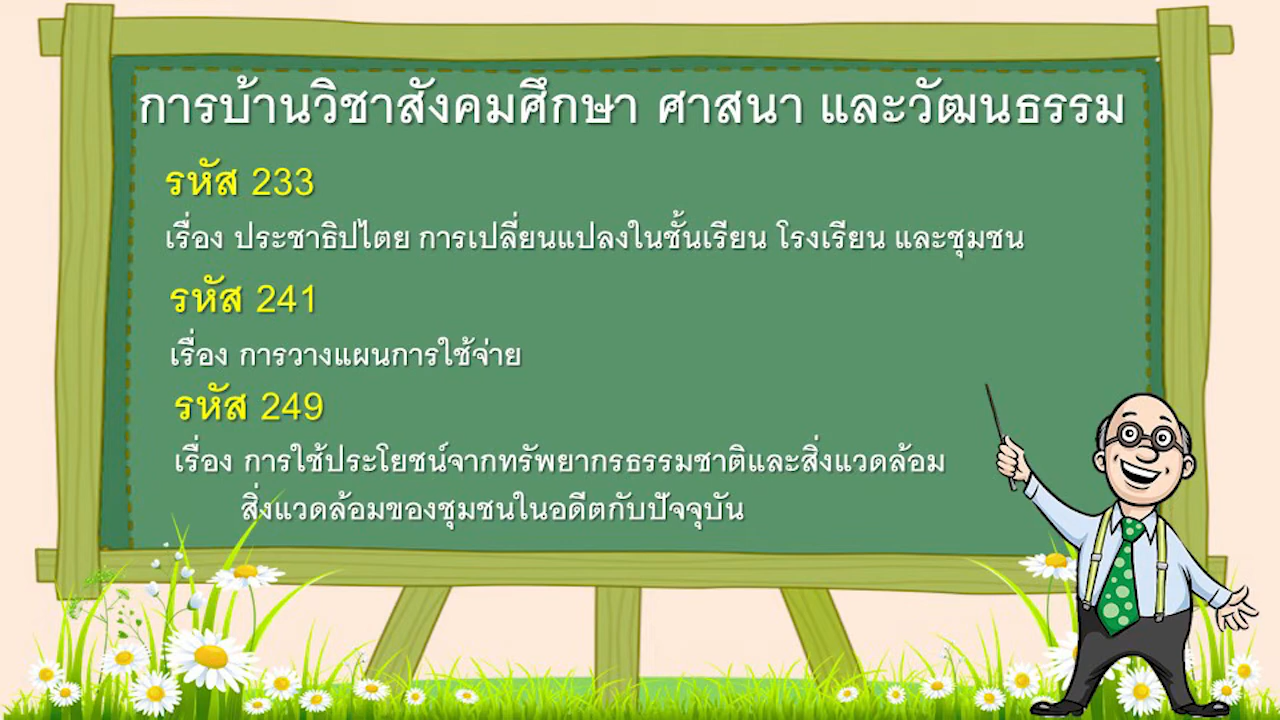 การบ้านวิชาสังคมศึกษา ศาสนา และวัฒนธรรม
รหัส 233
เรื่อง ประชาธิปไตย การเปลี่ยนแปลงในชั้นเรียน โรงเรียน และชุมชน
รหัส 241
เรื่อง การวางแผนการใช้จ่าย
รหัส 249
เรื่อง การใช้ประโยชน์จากทรัพยากรธรรมชาติและสิ่งแวดล้อม
สิ่งแวดล้อมของชุมชนในอดีตกับปัจจุบัน